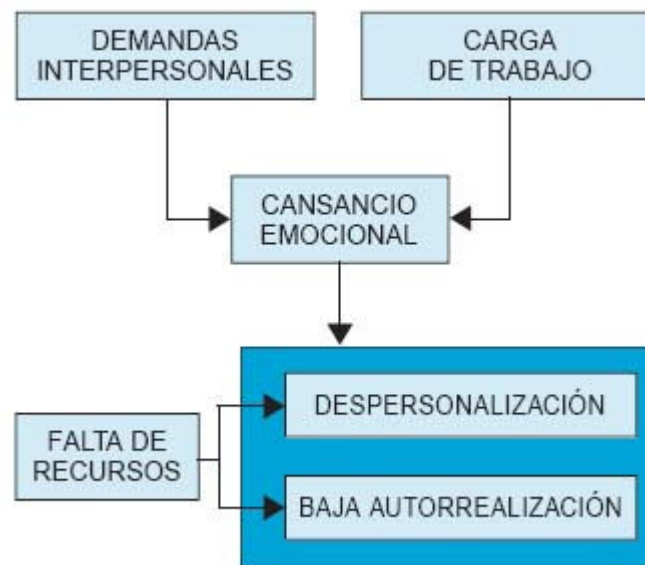 DEMANDAS
INTERPERSONALES
CARGA
DE TRABAJO
CANSANCIO
EMOCIONAL
DESPERSONALIZACIÓN
FALTA DE
RECURSOS
BAJA AUTORREALIZACIÓN